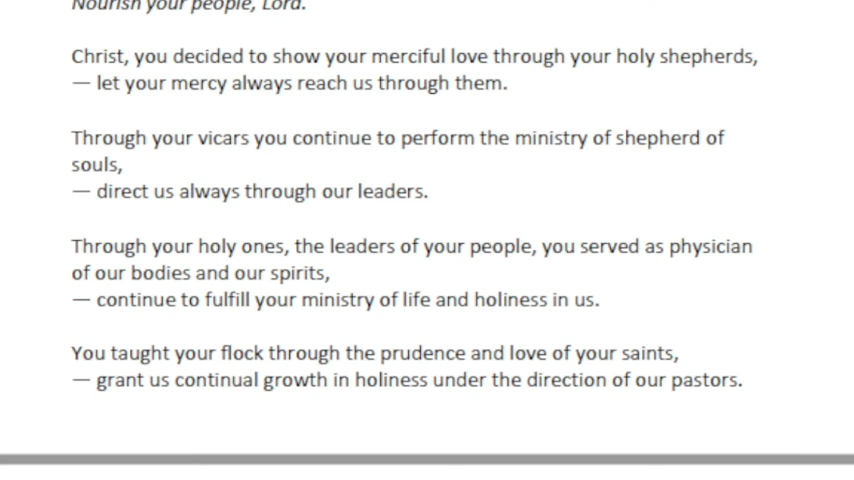 Nourish your people, Lord.
Christ, you decided to show your merciful love through your holy shepherds,
— let your mercy always reach us through them.
Through your vicars you continue to perform the ministry of shepherd of
souls,
— direct us always through our leaders.
Through your holy ones, the leaders of your people, you served as physician
of our bodies and our spirits,
— continue to fulfill your ministry of life and holiness in us.
You taught your flock through the prudence and love of your saints,
— grant us continual growth in holiness under the direction of our pastors.